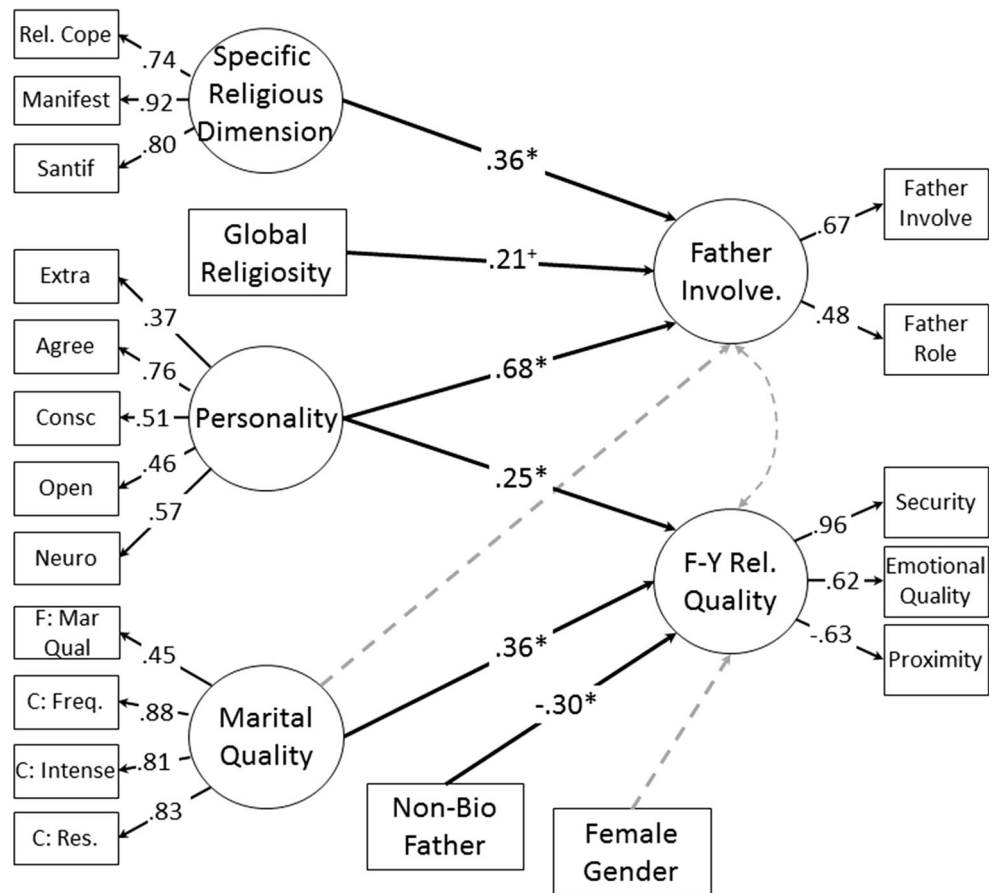 Rel. Cope
.74
Manifest
.92
Santif
.80
Specific
Religious
Dimension
.36*
Global
Religiosity
.21+
Father
Involve.
.67
Father
Involve
.48
Father
Role
Extra
.37
Agree
.76
Consc
.51
Open
.46
Neuro
.57
Personality
.68*
.25*
F-Y Rel.
Quality
.96
Security
.62
Emotional
Quality
-.63
Proximity
F: Mar
Qual
.45
C: Freq.
.88
C: Intense
.81
C: Res.
.83
Marital
Quality
.36*
-.30*
Non-Bio
Father
Female
Gender